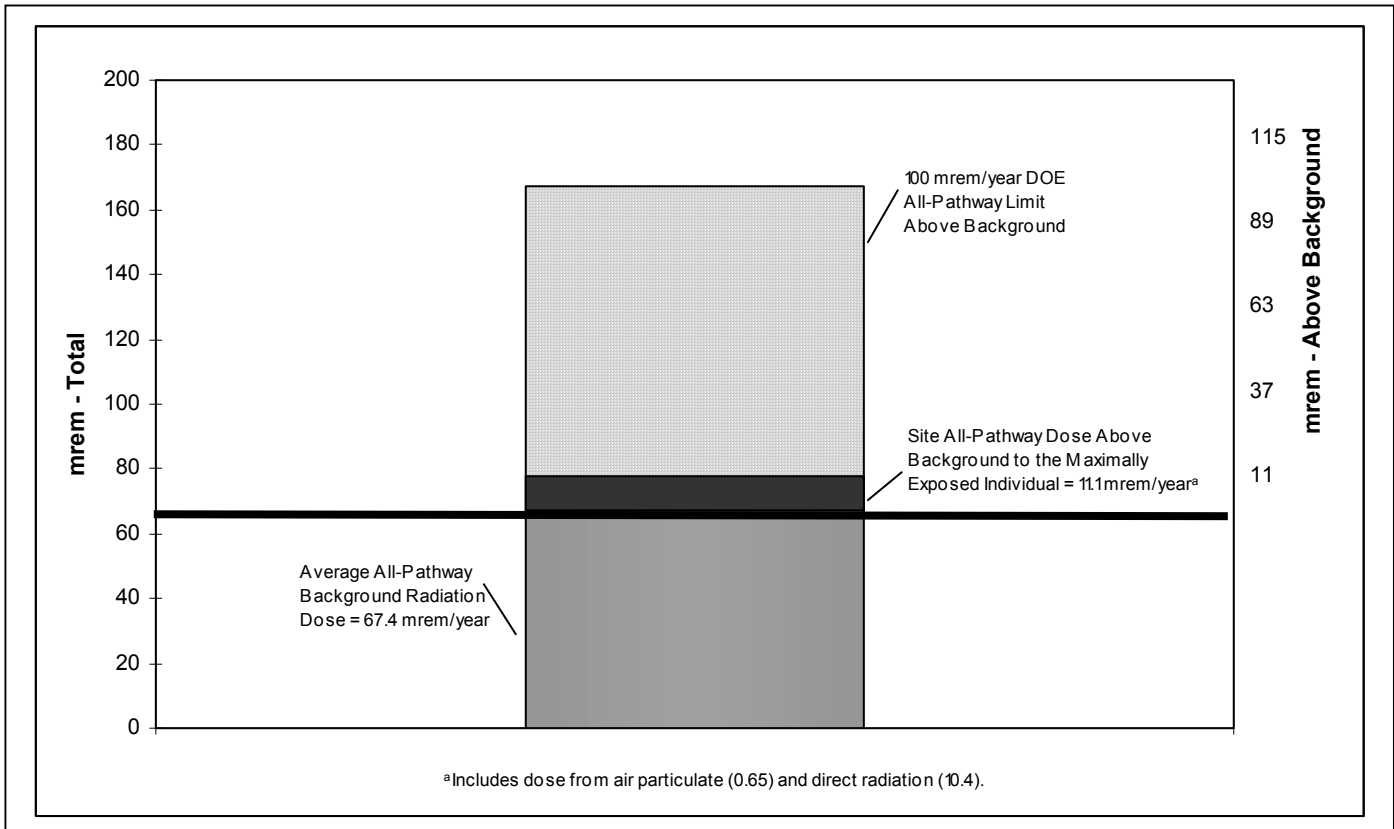 200
180
160
140
120
100
80
60
40
20
0
mrem - Total
115
89
63
37
11
mrem - Above Background
100 mrem/year DOE
All-Pathway Limit
Above Background
Site All-Pathway Dose Above
Background to the Maximally
Exposed Individual = 11.1 mrem/yearᵃ
Average All-Pathway
Background Radiation
Dose = 67.4 mrem/year
ᵃ Includes dose from air particulate (0.65) and direct radiation (10.4).